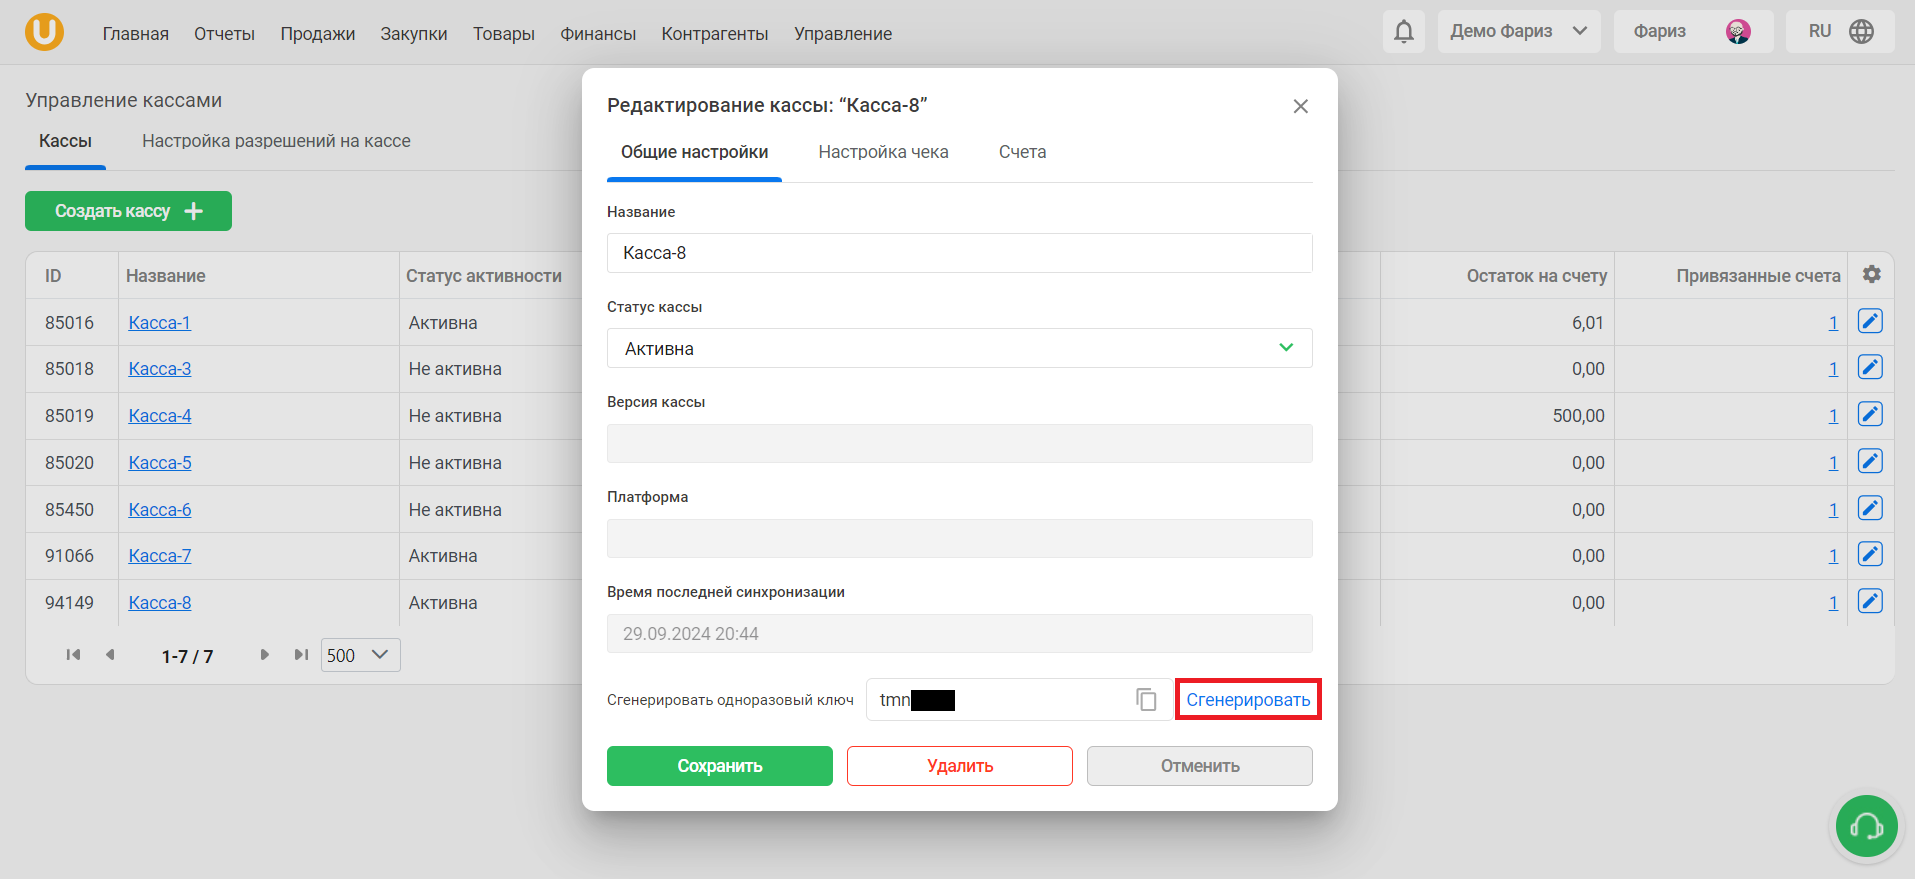 Главная Отчеты Продажи Закупки Товары Финансы Контрагенты Управление Демо Фариз Фариз RU
Управление кассами
Кассы Настройка разрешений на кассе
Создать кассу
ID Название Статус активности Остаток на счету Привязанные счета
85016 Касса-1 Активна 6,01 1
85018 Касса-3 Не активна 0,00 1
85019 Касса-4 Не активна 500,00 1
85020 Касса-5 Не активна 0,00 1
85450 Касса-6 Не активна 0,00 1
91066 Касса-7 Активна 0,00 1
94149 Касса-8 Активна 0,00 1
1-7 / 7 500
Редактирование кассы: “Касса-8”
Общие настройки Настройка чека Счета
Название
Касса-8
Статус кассы
Активна
Версия кассы
Платформа
Время последней синхронизации
29.09.2024 20:44
Сгенерировать одноразовый ключ tmn Сгенерировать
Сохранить Удалить Отменить